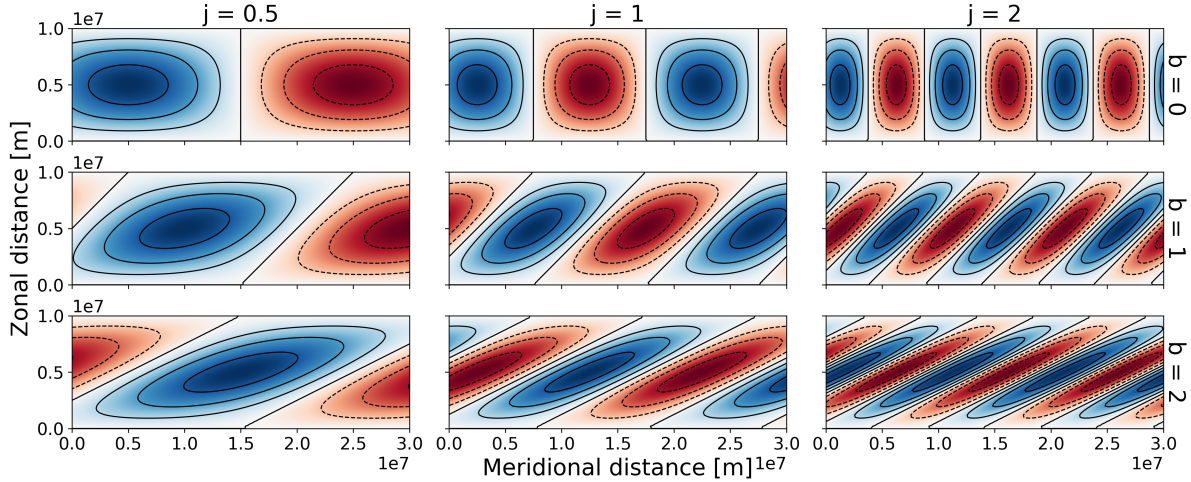 j = 0.5 j = 1 j = 2
1e7
1.0
0.5
0.0
b = 0
1e7
1.0
0.5
0.0
b = 1
1e7
1.0
0.5
0.0
b = 2
Zonal distance [m]
0.0 0.5 1.0 1.5 2.0 2.5 3.0 0.0 0.5 1.0 1.5 2.0 2.5 3.0 0.0 0.5 1.0 1.5 2.0 2.5 3.0
1e7 1e7 1e7
Meridional distance [m]